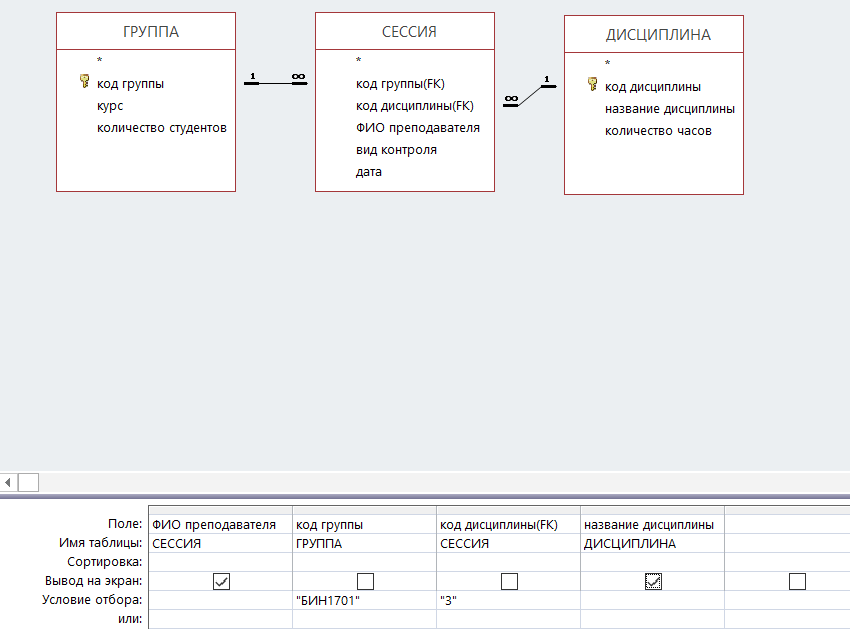 ГРУППА
*
код группы
курс
количество студентов
1 ∞
СЕССИЯ
*
код группы(FK)
код дисциплины(FK)
ФИО преподавателя
вид контроля
дата
∞ 1
ДИСЦИПЛИНА
*
код дисциплины
название дисциплины
количество часов
Поле: ФИО преподавателя код группы код дисциплины(FK) название дисциплины
Имя таблицы: СЕССИЯ ГРУППА СЕССИЯ ДИСЦИПЛИНА
Сортировка:
Вывод на экран:
Условие отбора: "БИН1701" "3"
или: